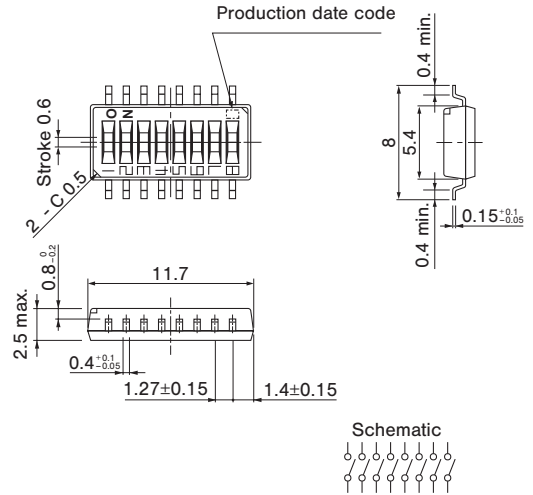 Production date code
0.4 min.
ON
Stroke 0.6
8
5.4
2 - C 0.5
0.4 min.
0.15 +0.1 -0.05
0.8 0 -0.2
11.7
2.5 max.
0.4 +0.1 -0.05
1.27±0.15
1.4±0.15
Schematic